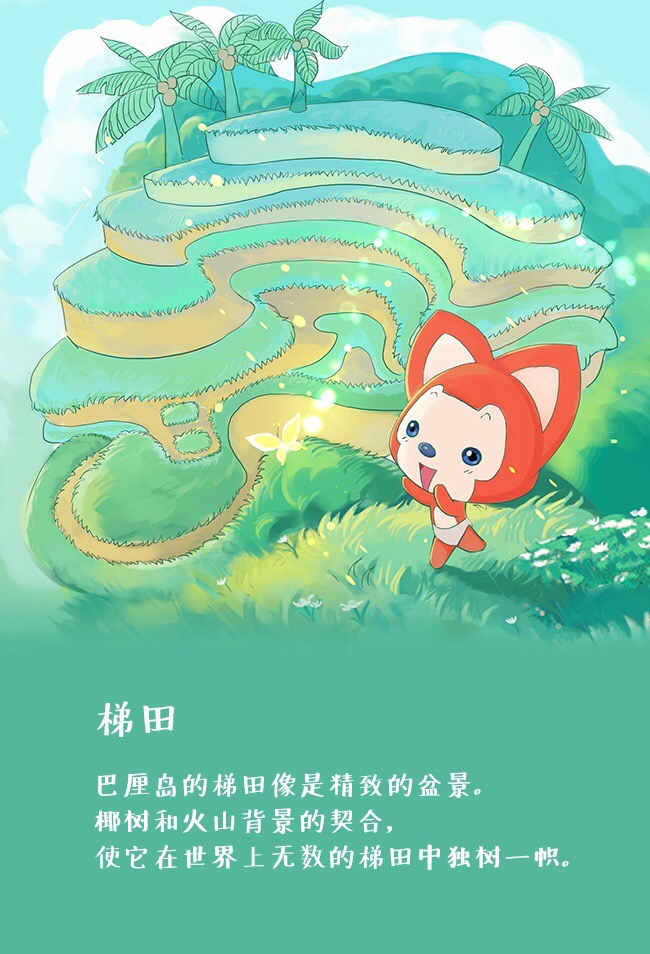 梯田
巴厘岛的梯田像是精致的盆景。
椰树和火山背景的契合,
使它在世界上无数的梯田中独树一帜。